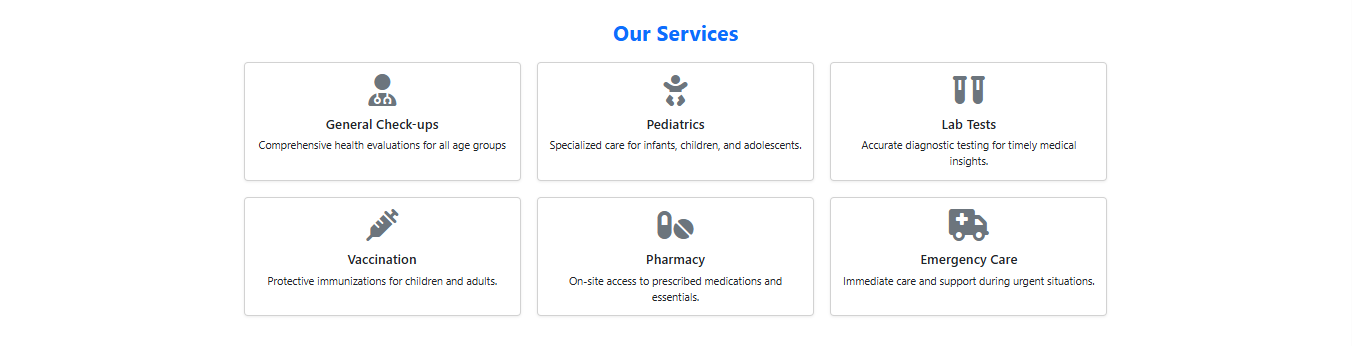 Our Services
General Check-ups
Comprehensive health evaluations for all age groups
Pediatrics
Specialized care for infants, children, and adolescents.
Lab Tests
Accurate diagnostic testing for timely medical
insights.
Vaccination
Protective immunizations for children and adults.
Pharmacy
On-site access to prescribed medications and
essentials.
Emergency Care
Immediate care and support during urgent situations.